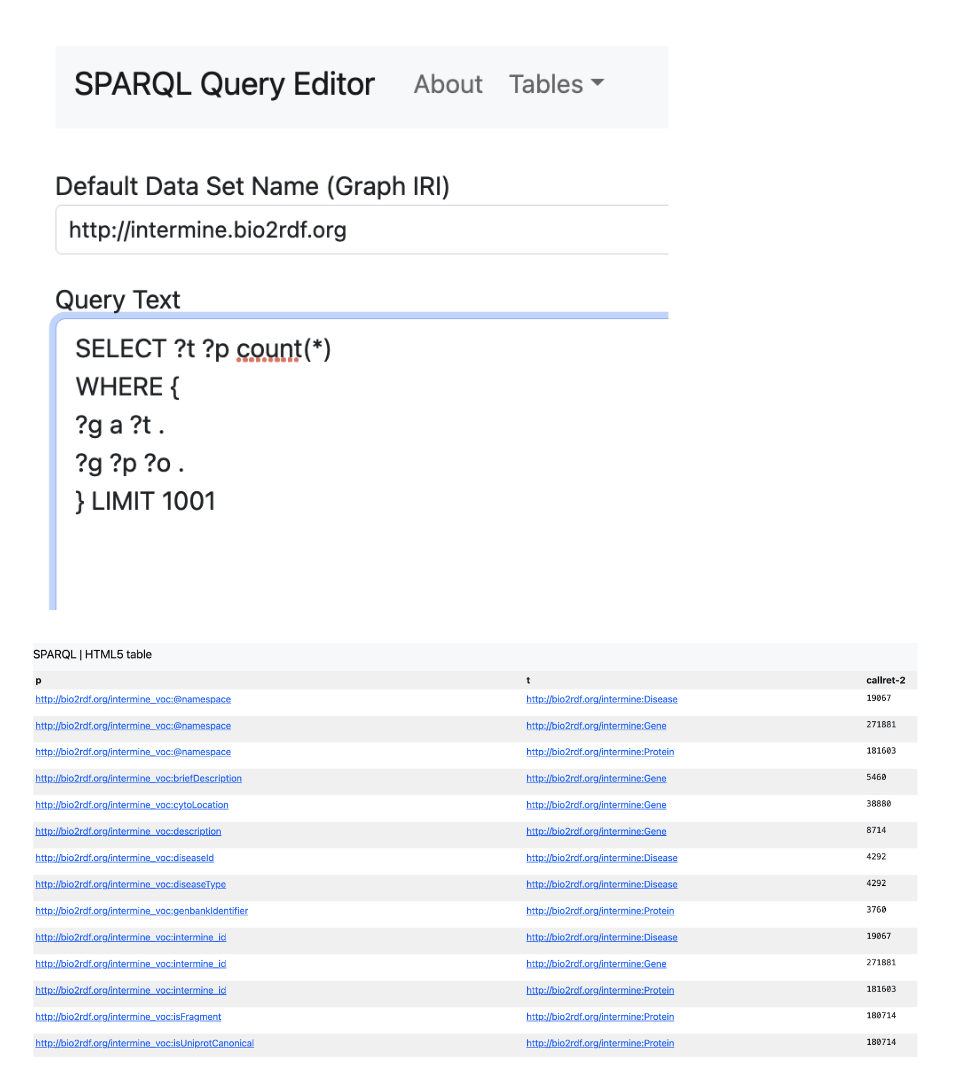 SPARQL Query Editor About Tables
Default Data Set Name (Graph IRI)
http://intermine.bio2rdf.org
Query Text
SELECT ?t ?p count(*)
WHERE {
?g a ?t .
?g ?p ?o .
} LIMIT 1001
SPARQL | HTML5 table
p t callret-2
http://bio2rdf.org/intermine_voc:@namespace http://bio2rdf.org/intermine:Disease 19067
http://bio2rdf.org/intermine_voc:@namespace http://bio2rdf.org/intermine:Gene 271881
http://bio2rdf.org/intermine_voc:@namespace http://bio2rdf.org/intermine:Protein 181603
http://bio2rdf.org/intermine_voc:briefDescription http://bio2rdf.org/intermine:Gene 5460
http://bio2rdf.org/intermine_voc:cytoLocation http://bio2rdf.org/intermine:Gene 38880
http://bio2rdf.org/intermine_voc:description http://bio2rdf.org/intermine:Gene 8714
http://bio2rdf.org/intermine_voc:diseaseId http://bio2rdf.org/intermine:Disease 4292
http://bio2rdf.org/intermine_voc:diseaseType http://bio2rdf.org/intermine:Disease 4292
http://bio2rdf.org/intermine_voc:genbankIdentifier http://bio2rdf.org/intermine:Protein 3760
http://bio2rdf.org/intermine_voc:intermine_id http://bio2rdf.org/intermine:Disease 19067
http://bio2rdf.org/intermine_voc:intermine_id http://bio2rdf.org/intermine:Gene 271881
http://bio2rdf.org/intermine_voc:intermine_id http://bio2rdf.org/intermine:Protein 181603
http://bio2rdf.org/intermine_voc:isFragment http://bio2rdf.org/intermine:Protein 180714
http://bio2rdf.org/intermine_voc:isUniprotCanonical http://bio2rdf.org/intermine:Protein 180714